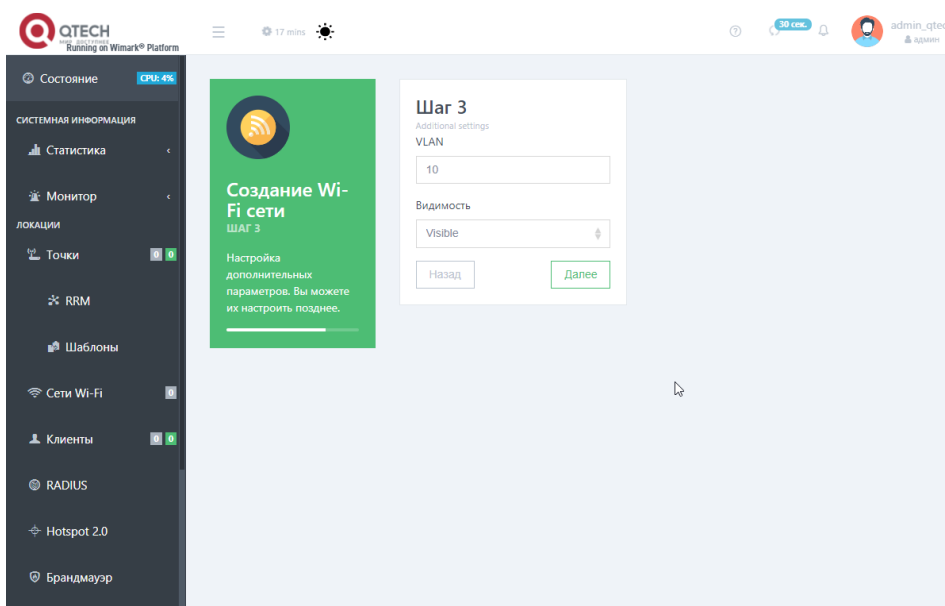 QTECH
Running on Wimark® Platform
17 mins
30 сек.
admin_qtec
админ
Состояние
CPU: 4%
СИСТЕМНАЯ ИНФОРМАЦИЯ
Статистика
Монитор
ЛОКАЦИИ
Точки
0 0
RRM
Шаблоны
Сети Wi-Fi
0
Клиенты
0 0
RADIUS
Hotspot 2.0
Брандмауэр
Создание Wi-
Fi сети
ШАГ 3
Настройка
дополнительных
параметров. Вы можете
их настроить позднее.
Шаг 3
Additional settings
VLAN
10
Видимость
Visible
Назад
Далее